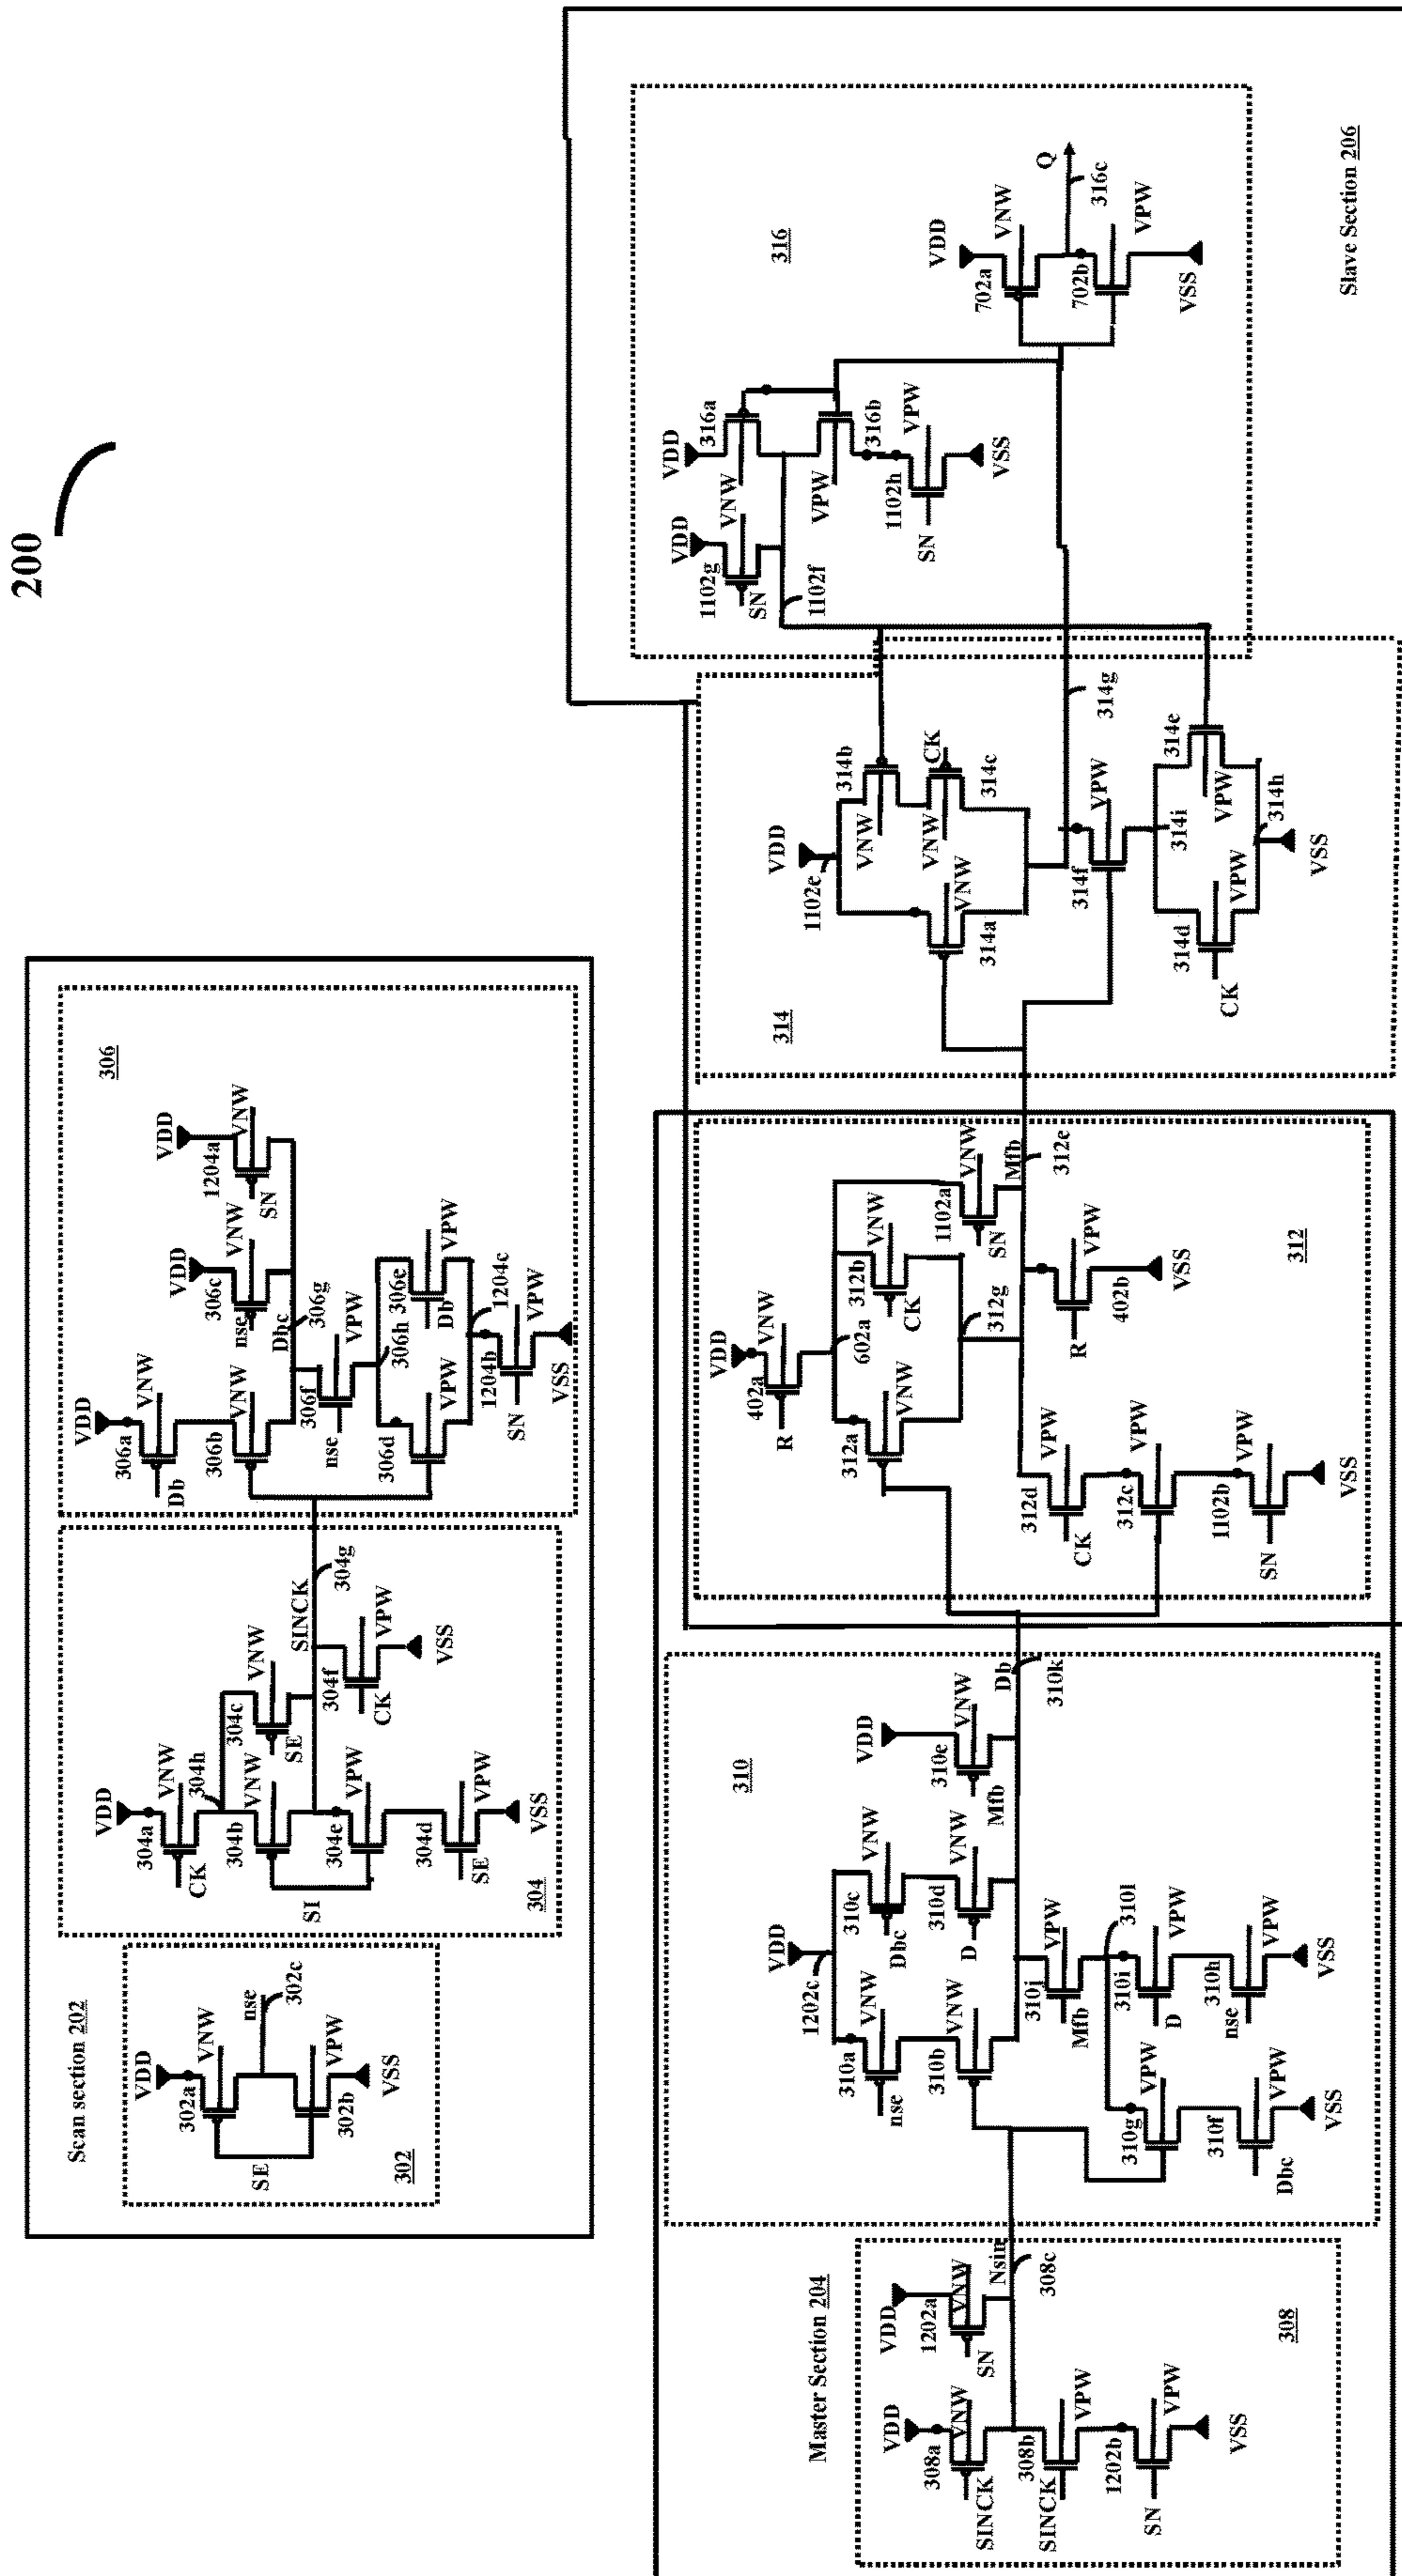 200
Scan section 202
VDD
302a
VNW
nse
302c
SE
VPW
302b
VSS
302
VDD
304a
VNW
CK
304h
304b
VNW
304c
VNW
SE
SINCK
304g
SI
304e
VPW
304f
VPW
CK
VSS
304d
VPW
SE
VSS
304
306
VDD
306a
VNW
Db
306b
VNW
VDD
306c
VNW
nse
Dbc
306g
VDD
1204a
VNW
SN
306f
VPW
nse
306h
306d
VPW
306e
VPW
Db
1204c
1204b
VPW
SN
VSS
Master Section 204
VDD
308a
VNW
SINCK
VDD
1202a
VNW
SN
Nsin
308c
308b
SINCK
VPW
1202b
VPW
SN
VSS
308
310
VDD
1202c
310a
VNW
nse
310b
VNW
310c
VNW
Dbc
310d
VNW
D
VDD
310e
VNW
Mfb
Db
310k
310j
VPW
Mfb
310l
310g
VPW
310i
VPW
D
310f
VPW
Dbc
VSS
310h
VPW
nse
VSS
VDD
402a
VNW
R
602a
312a
VNW
312b
VNW
CK
1102a
VNW
SN
Mfb
312e
312g
312d
VPW
CK
312c
VPW
1102b
VPW
SN
VSS
VPW
R
402b
VSS
312
314
VDD
1102e
VNW
314b
VNW
CK
314c
VNW
314a
314g
314f
VPW
314i
314d
VPW
CK
314e
VPW
314h
VSS
316
VDD
1102g
VNW
SN
1102f
VDD
316a
VPW
316b
1102h
VPW
SN
VSS
VDD
702a
VNW
Q
316c
702b
VPW
VSS
Slave Section 206